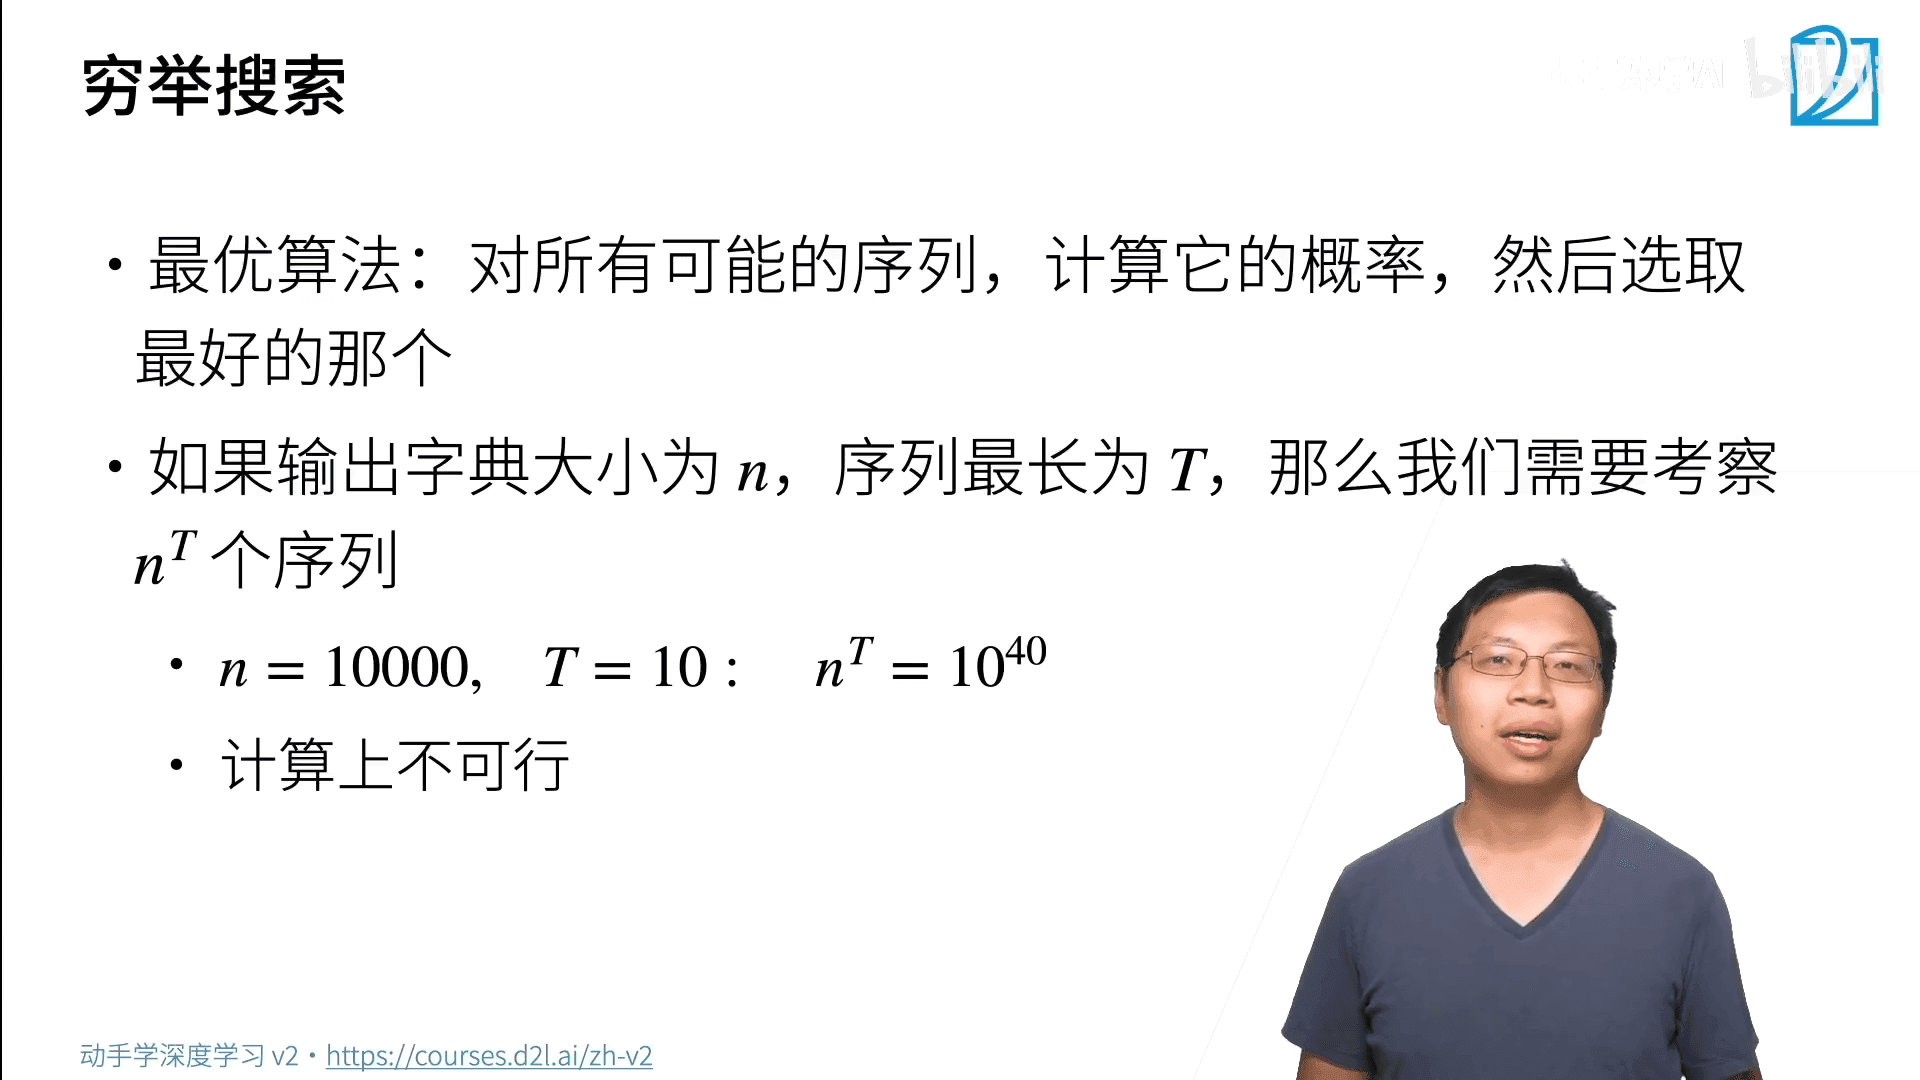 穷举搜索
bilibili
• 最优算法：对所有可能的序列，计算它的概率，然后选取
最好的那个
• 如果输出字典大小为 n，序列最长为 T，那么我们需要考察
n^T 个序列
• n = 10000, T = 10 : n^T = 10^40
• 计算上不可行
动手学深度学习 v2 • https://courses.d2l.ai/zh-v2